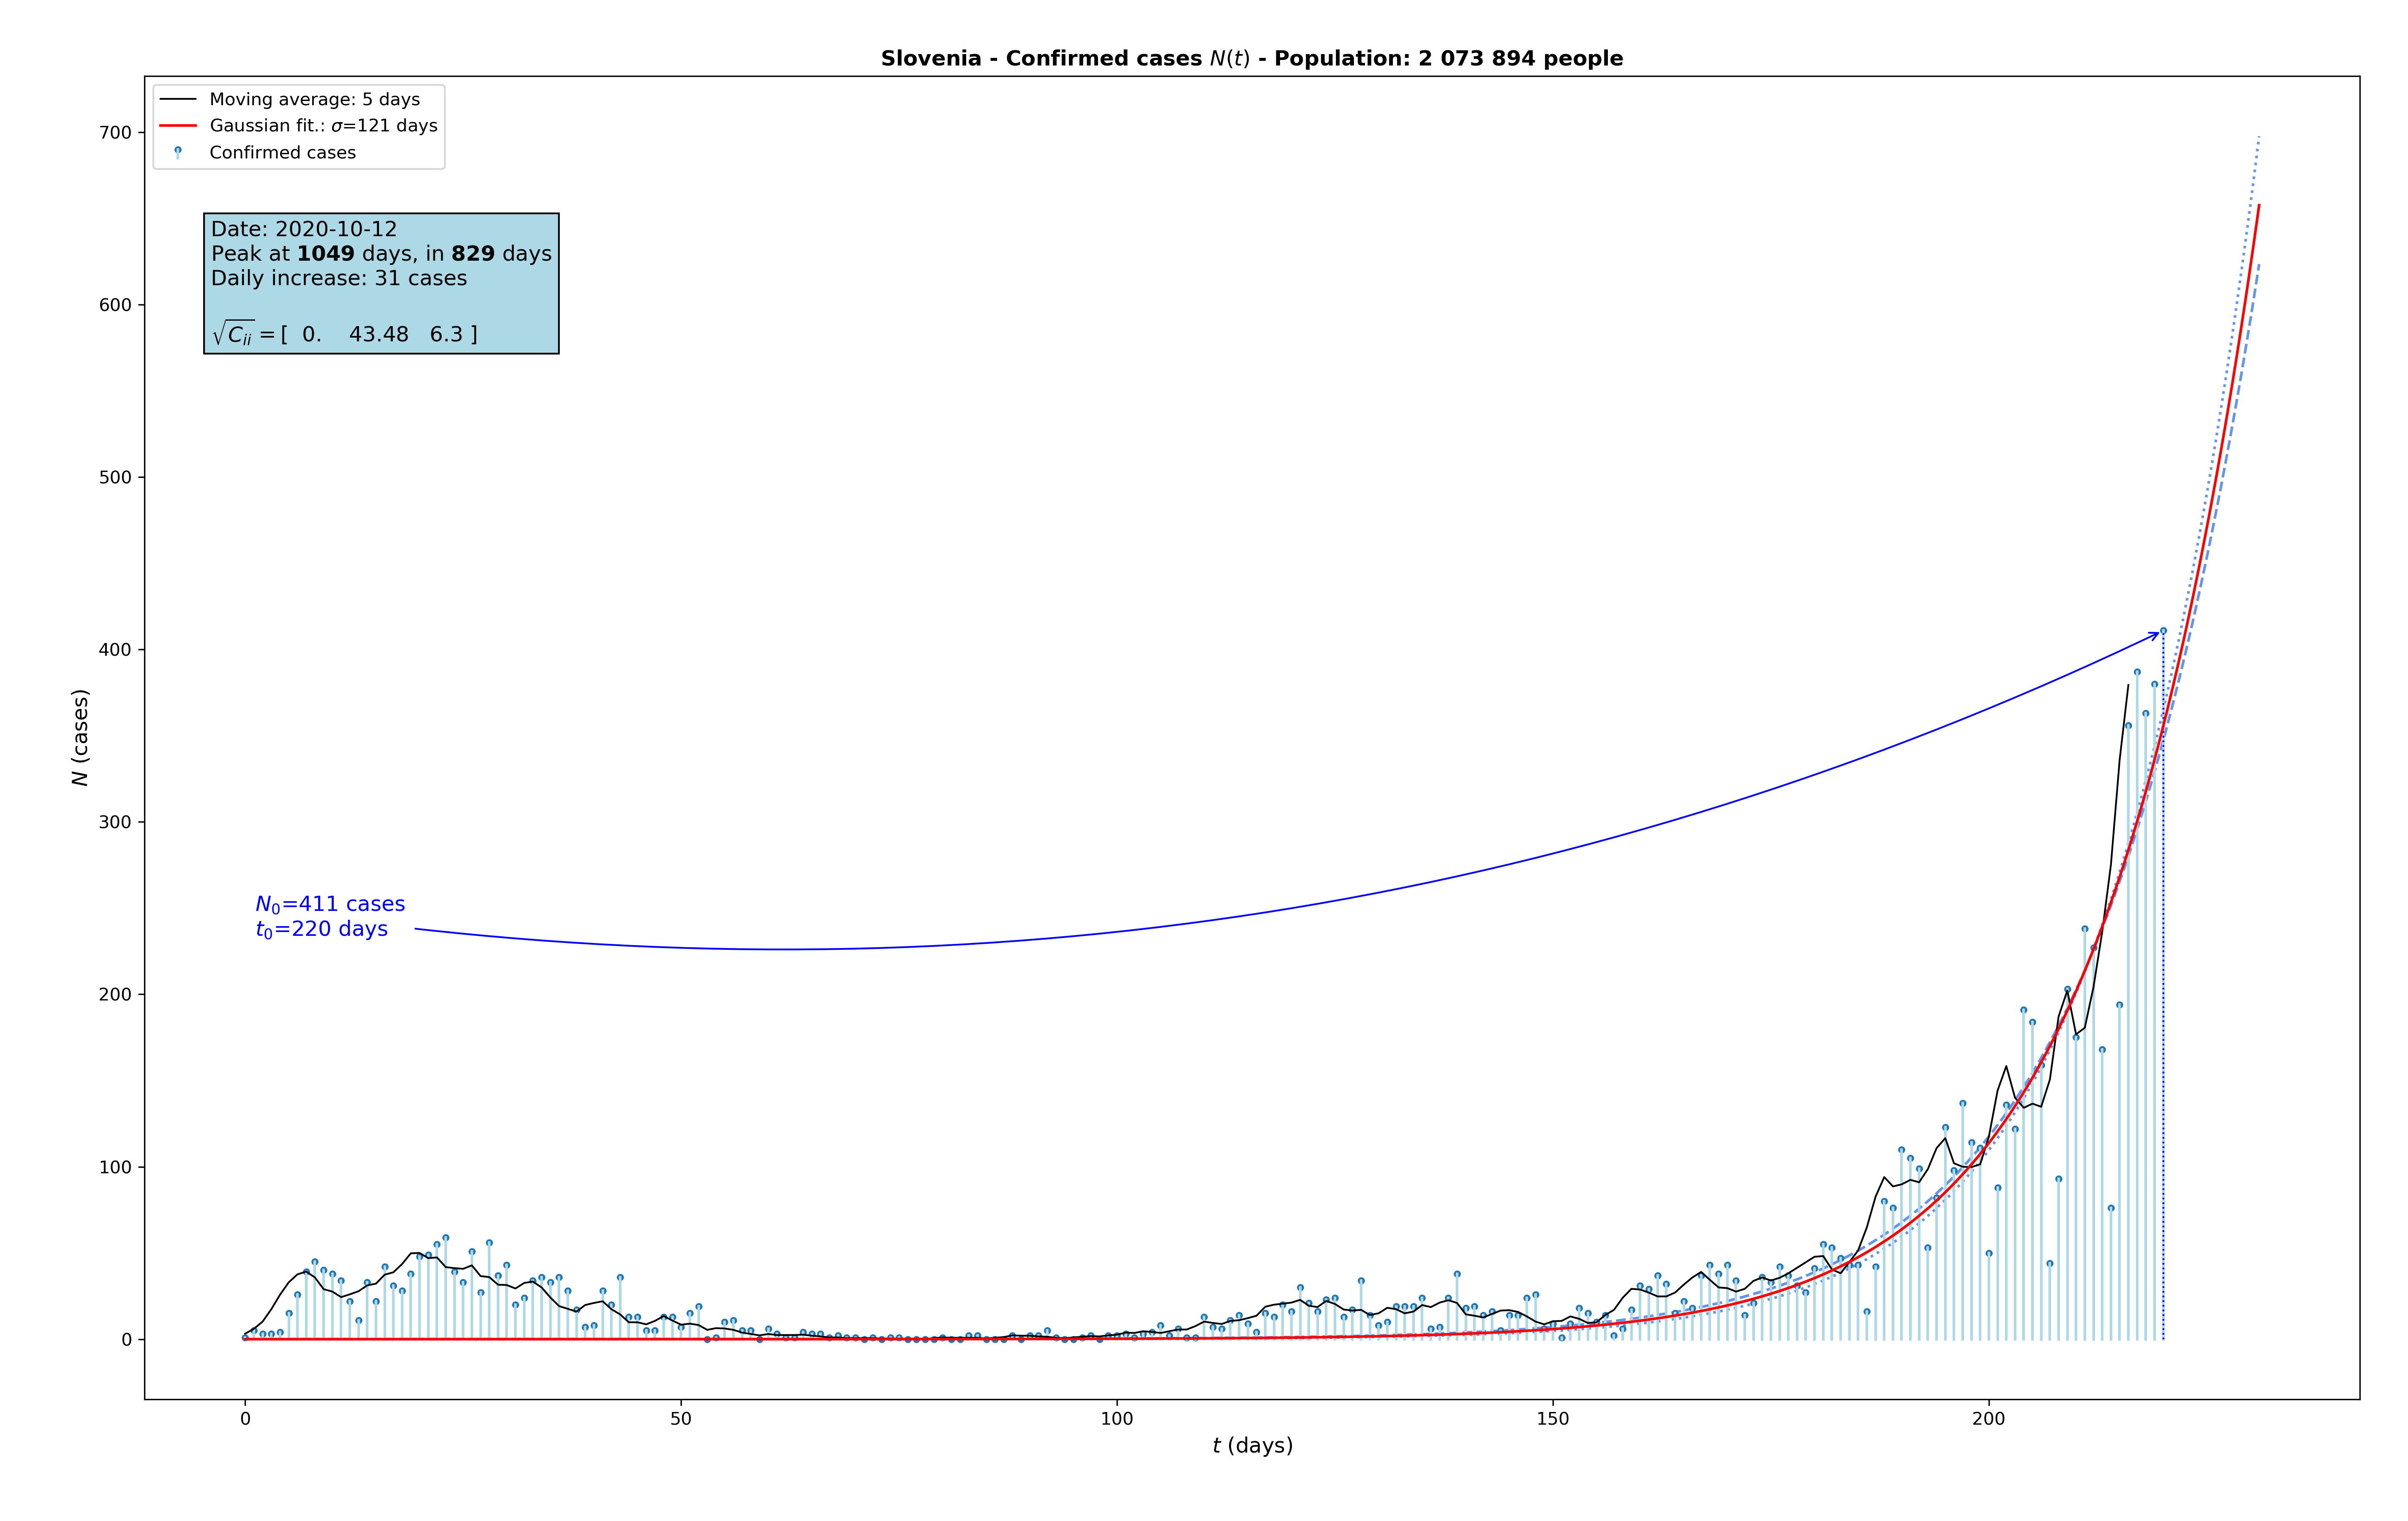 Slovenia - Confirmed cases N(t) - Population: 2 073 894 people
Moving average: 5 days
Gaussian fit.: σ=121 days
Confirmed cases
Date: 2020-10-12
Peak at 1049 days, in 829 days
Daily increase: 31 cases
√C_ii = [ 0. 43.48 6.3 ]
N_0=411 cases
t_0=220 days
700
600
500
400
300
200
100
0
N (cases)
0 50 100 150 200
t (days)